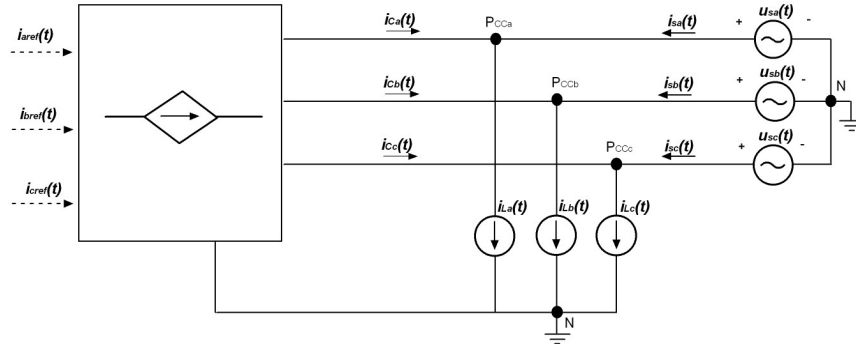 iaref(t)
ibref(t)
icref(t)
iCa(t)
iCb(t)
iCc(t)
PCCa
PCCb
PCCc
isa(t)
isb(t)
isc(t)
+ usa(t) -
+ usb(t) -
+ usc(t) -
N
iLa(t) iLb(t) iLc(t)
N